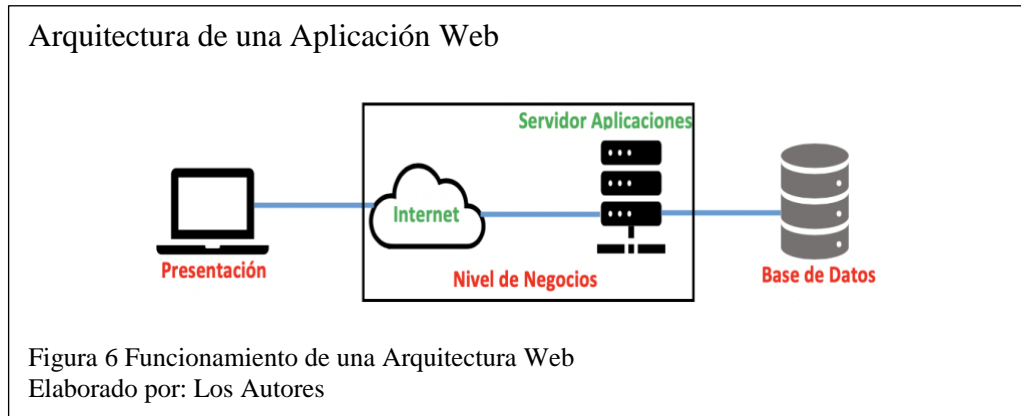 Arquitectura de una Aplicación Web
Servidor Aplicaciones
Internet
Presentación
Nivel de Negocios
Base de Datos
Figura 6 Funcionamiento de una Arquitectura Web
Elaborado por: Los Autores